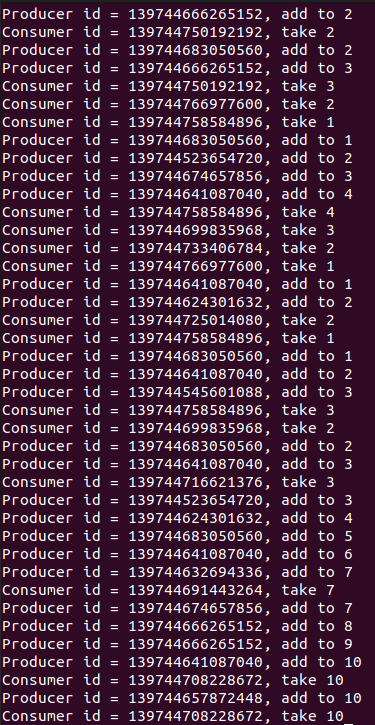 Producer id = 139744666265152, add to 2
Consumer id = 139744750192192, take 2
Producer id = 139744683050560, add to 2
Producer id = 139744666265152, add to 3
Consumer id = 139744750192192, take 3
Consumer id = 139744766977600, take 2
Consumer id = 139744758584896, take 1
Producer id = 139744683050560, add to 1
Producer id = 139744523654720, add to 2
Producer id = 139744674657856, add to 3
Producer id = 139744641087040, add to 4
Consumer id = 139744758584896, take 4
Consumer id = 139744699835968, take 3
Consumer id = 139744733406784, take 2
Consumer id = 139744766977600, take 1
Producer id = 139744641087040, add to 1
Producer id = 139744624301632, add to 2
Consumer id = 139744725014080, take 2
Consumer id = 139744758584896, take 1
Producer id = 139744683050560, add to 1
Producer id = 139744641087040, add to 2
Producer id = 139744545601088, add to 3
Consumer id = 139744758584896, take 3
Consumer id = 139744699835968, take 2
Producer id = 139744683050560, add to 2
Producer id = 139744641087040, add to 3
Consumer id = 139744716621376, take 3
Producer id = 139744523654720, add to 3
Producer id = 139744624301632, add to 4
Producer id = 139744683050560, add to 5
Producer id = 139744641087040, add to 6
Producer id = 139744632694336, add to 7
Consumer id = 139744691443264, take 7
Producer id = 139744674657856, add to 7
Producer id = 139744666265152, add to 8
Producer id = 139744666265152, add to 9
Producer id = 139744641087040, add to 10
Consumer id = 139744708228672, take 10
Producer id = 139744657872448, add to 10
Consumer id = 139744708228672, take 10